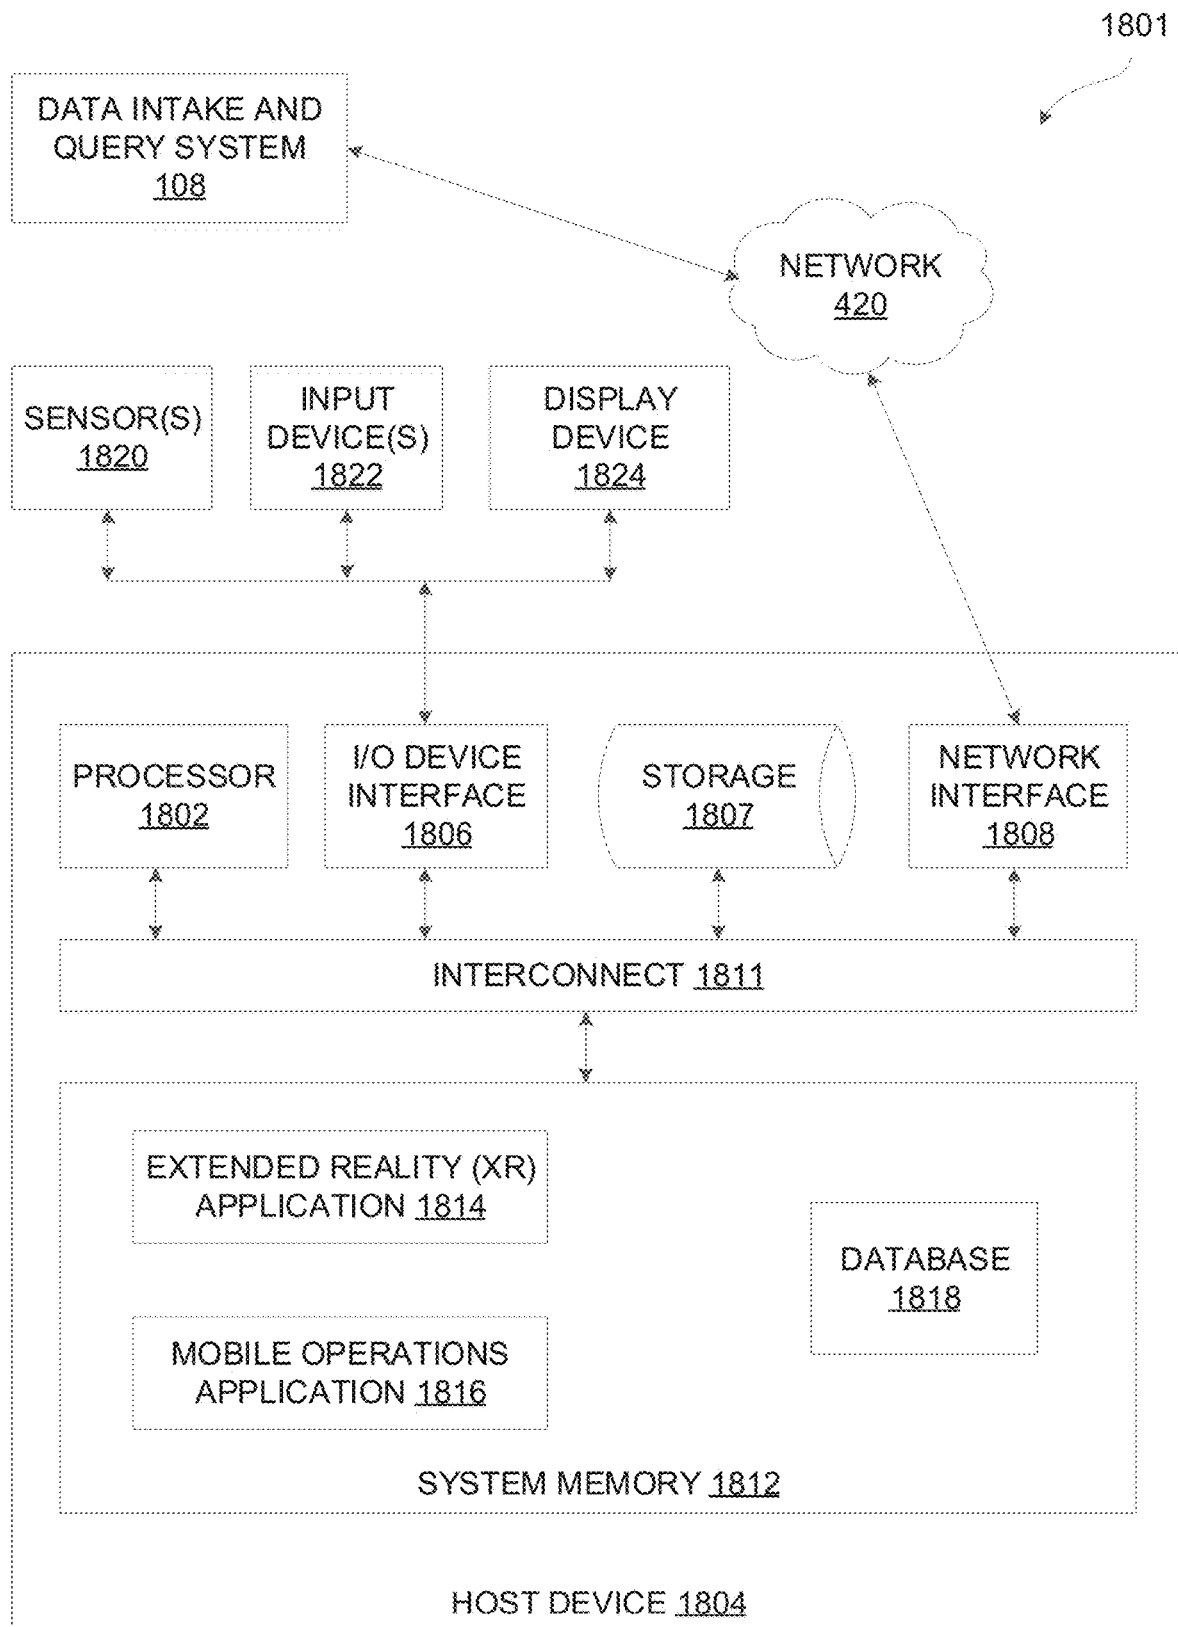 1801
DATA INTAKE AND
QUERY SYSTEM
108
NETWORK
420
SENSOR(S)
1820
INPUT
DEVICE(S)
1822
DISPLAY
DEVICE
1824
PROCESSOR
1802
I/O DEVICE
INTERFACE
1806
STORAGE
1807
NETWORK
INTERFACE
1808
INTERCONNECT 1811
EXTENDED REALITY (XR)
APPLICATION 1814
DATABASE
1818
MOBILE OPERATIONS
APPLICATION 1816
SYSTEM MEMORY 1812
HOST DEVICE 1804